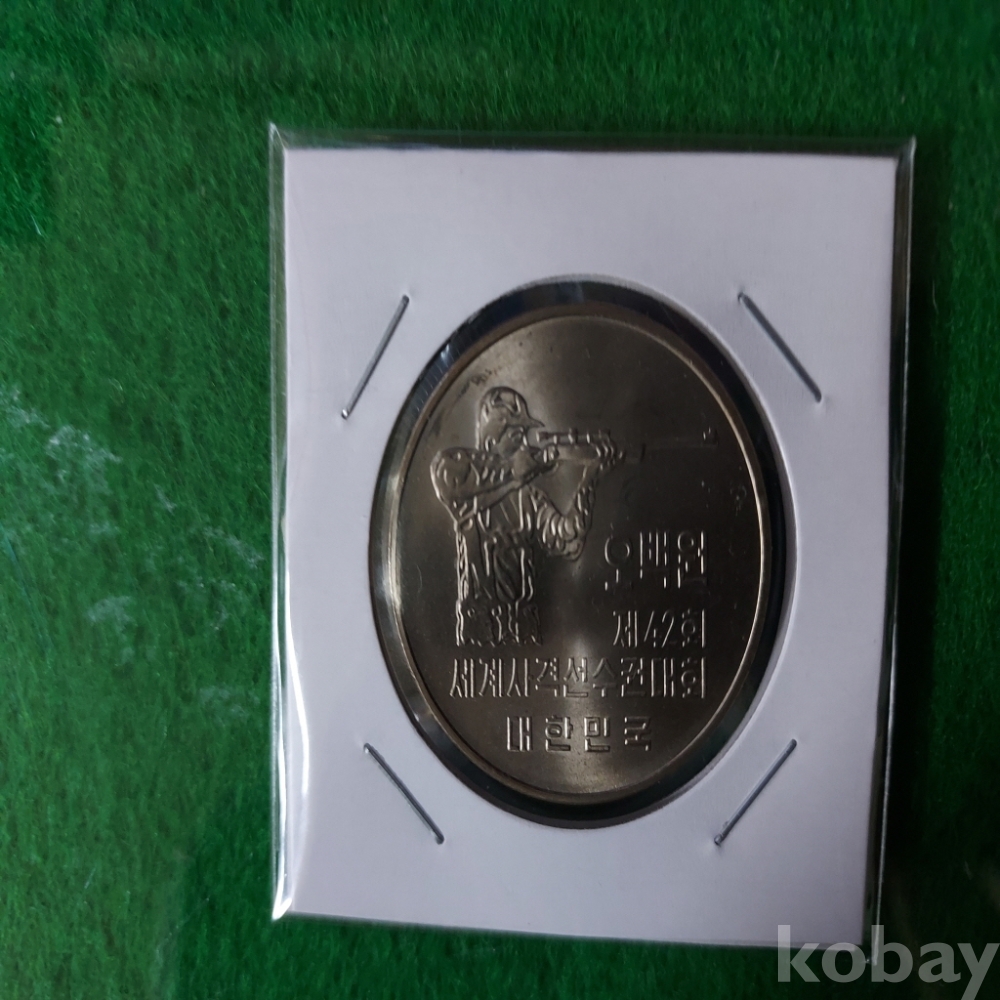 오백원
제42회
세계사격선수권대회
대한민국
kobay